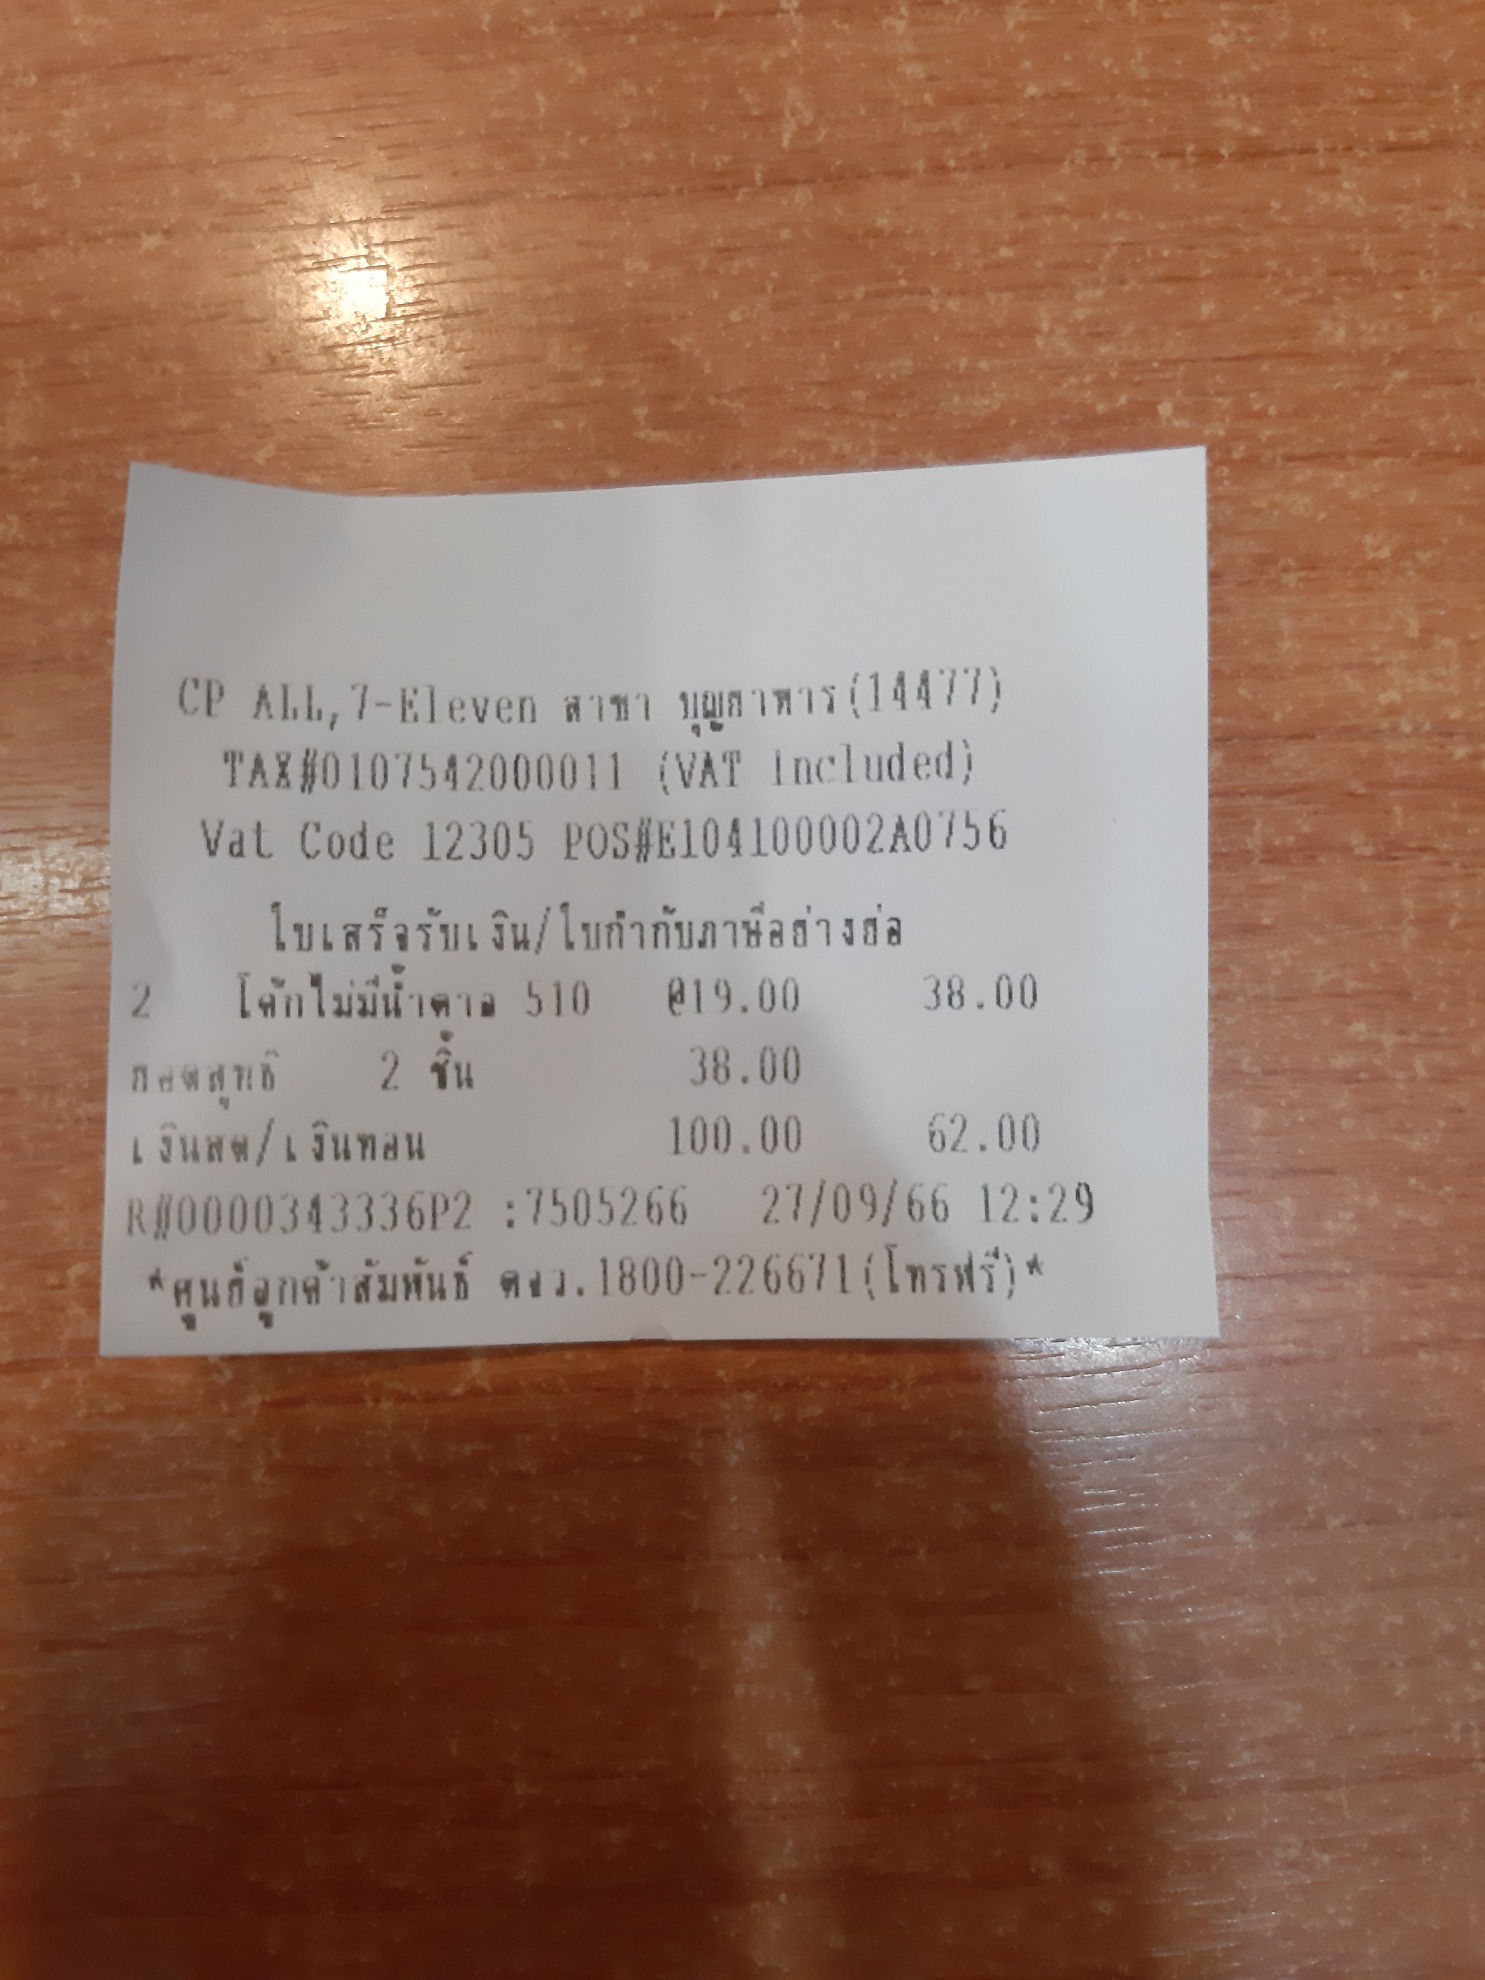 CP ALL,7-Eleven สาขา บุญยาหาร(14477)
TAX#0107542000011 (VAT Included)
Vat Code 12305 POS#E104100002A0756
ใบเสร็จรับเงิน/ใบกำกับภาษีอย่างย่อ
2 โค้กไม่มีน้ำตาล 510 @19.00 38.00
ยอดสุทธิ 2 ชิ้น 38.00
เงินสด/เงินทอน 100.00 62.00
R#0000343336P2 :7505266 27/09/66 12:29
*ศูนย์ลูกค้าสัมพันธ์ ตจว.1800-226671(โทรฟรี)*